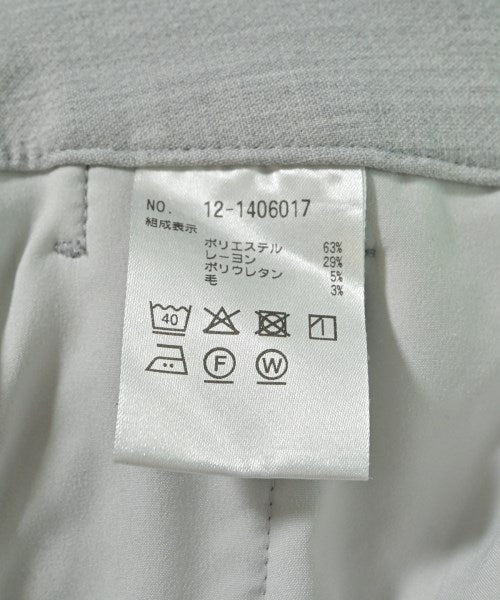 NO. 12-1406017
組成表示
ポリエステル 63%
レーヨン 29%
ポリウレタン 5%
毛 3%
40
F W